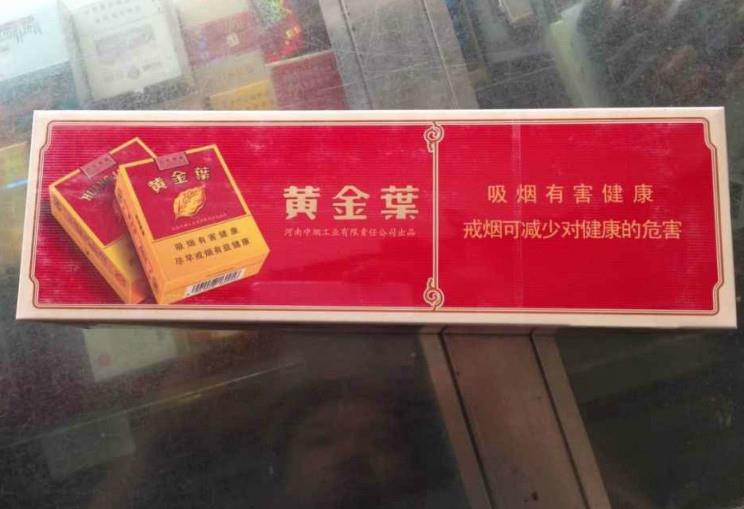 黄金葉
吸烟有害健康
尽早戒烟有益健康
黄金葉
河南中烟工业有限责任公司出品
吸烟有害健康
戒烟可减少对健康的危害